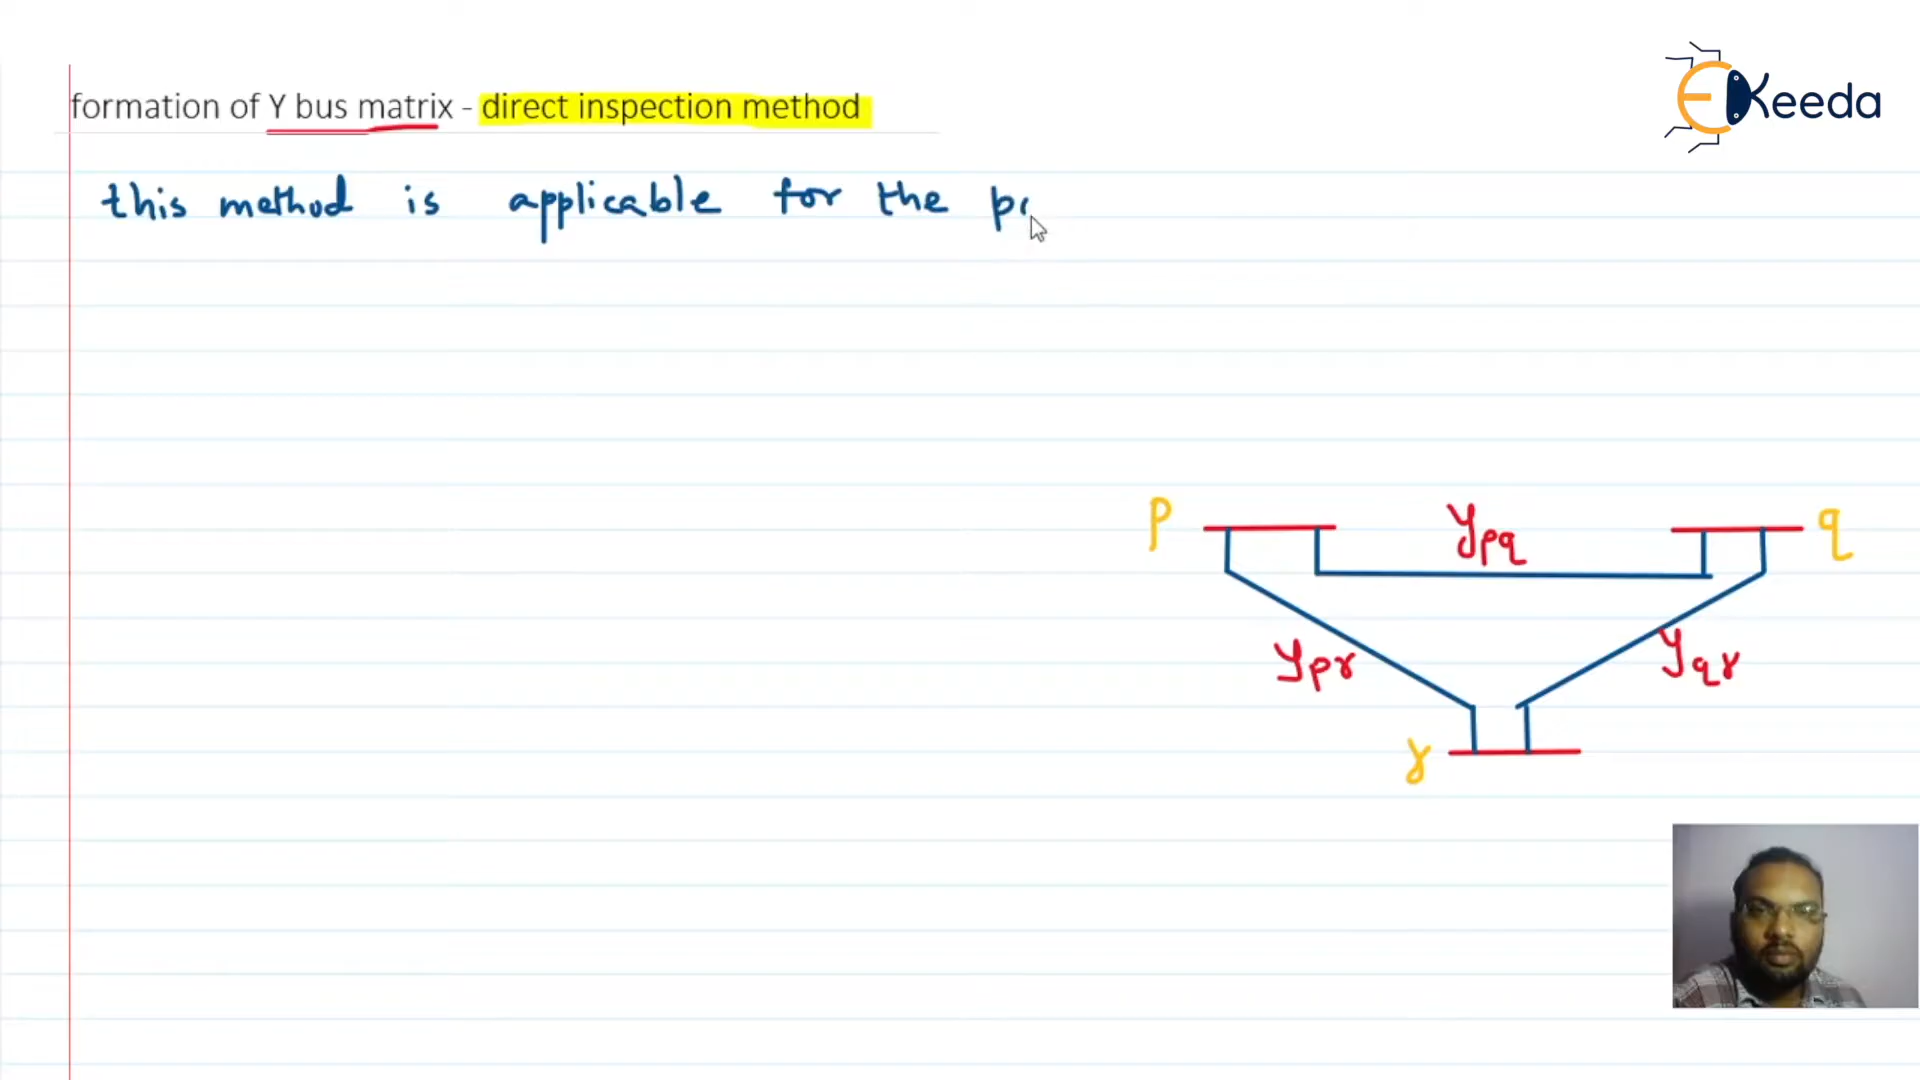 formation of Y bus matrix - direct inspection method
EKeeda
this method is applicable for the
p
ypq
q
ypr
yqr
r